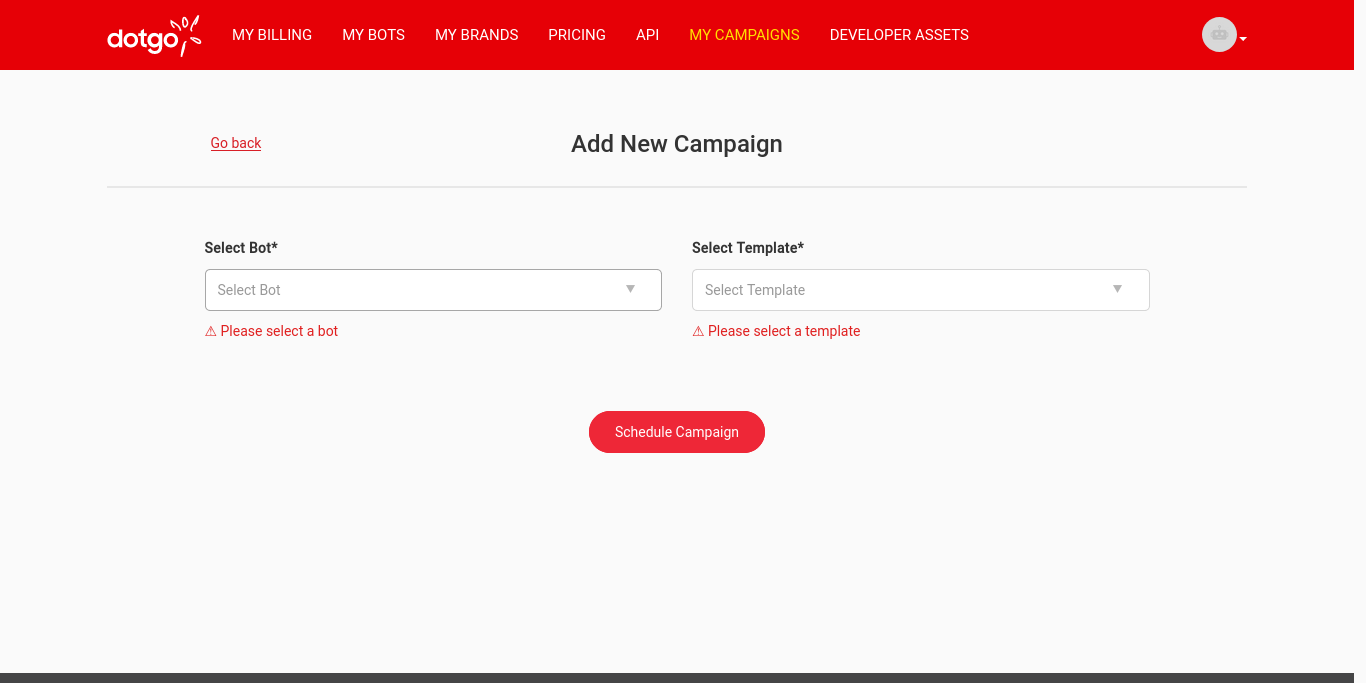 dotgo MY BILLING MY BOTS MY BRANDS PRICING API MY CAMPAIGNS DEVELOPER ASSETS
Go back Add New Campaign
Select Bot* Select Template*
Select Bot ▼ Select Template ▼
⚠ Please select a bot ⚠ Please select a template
Schedule Campaign